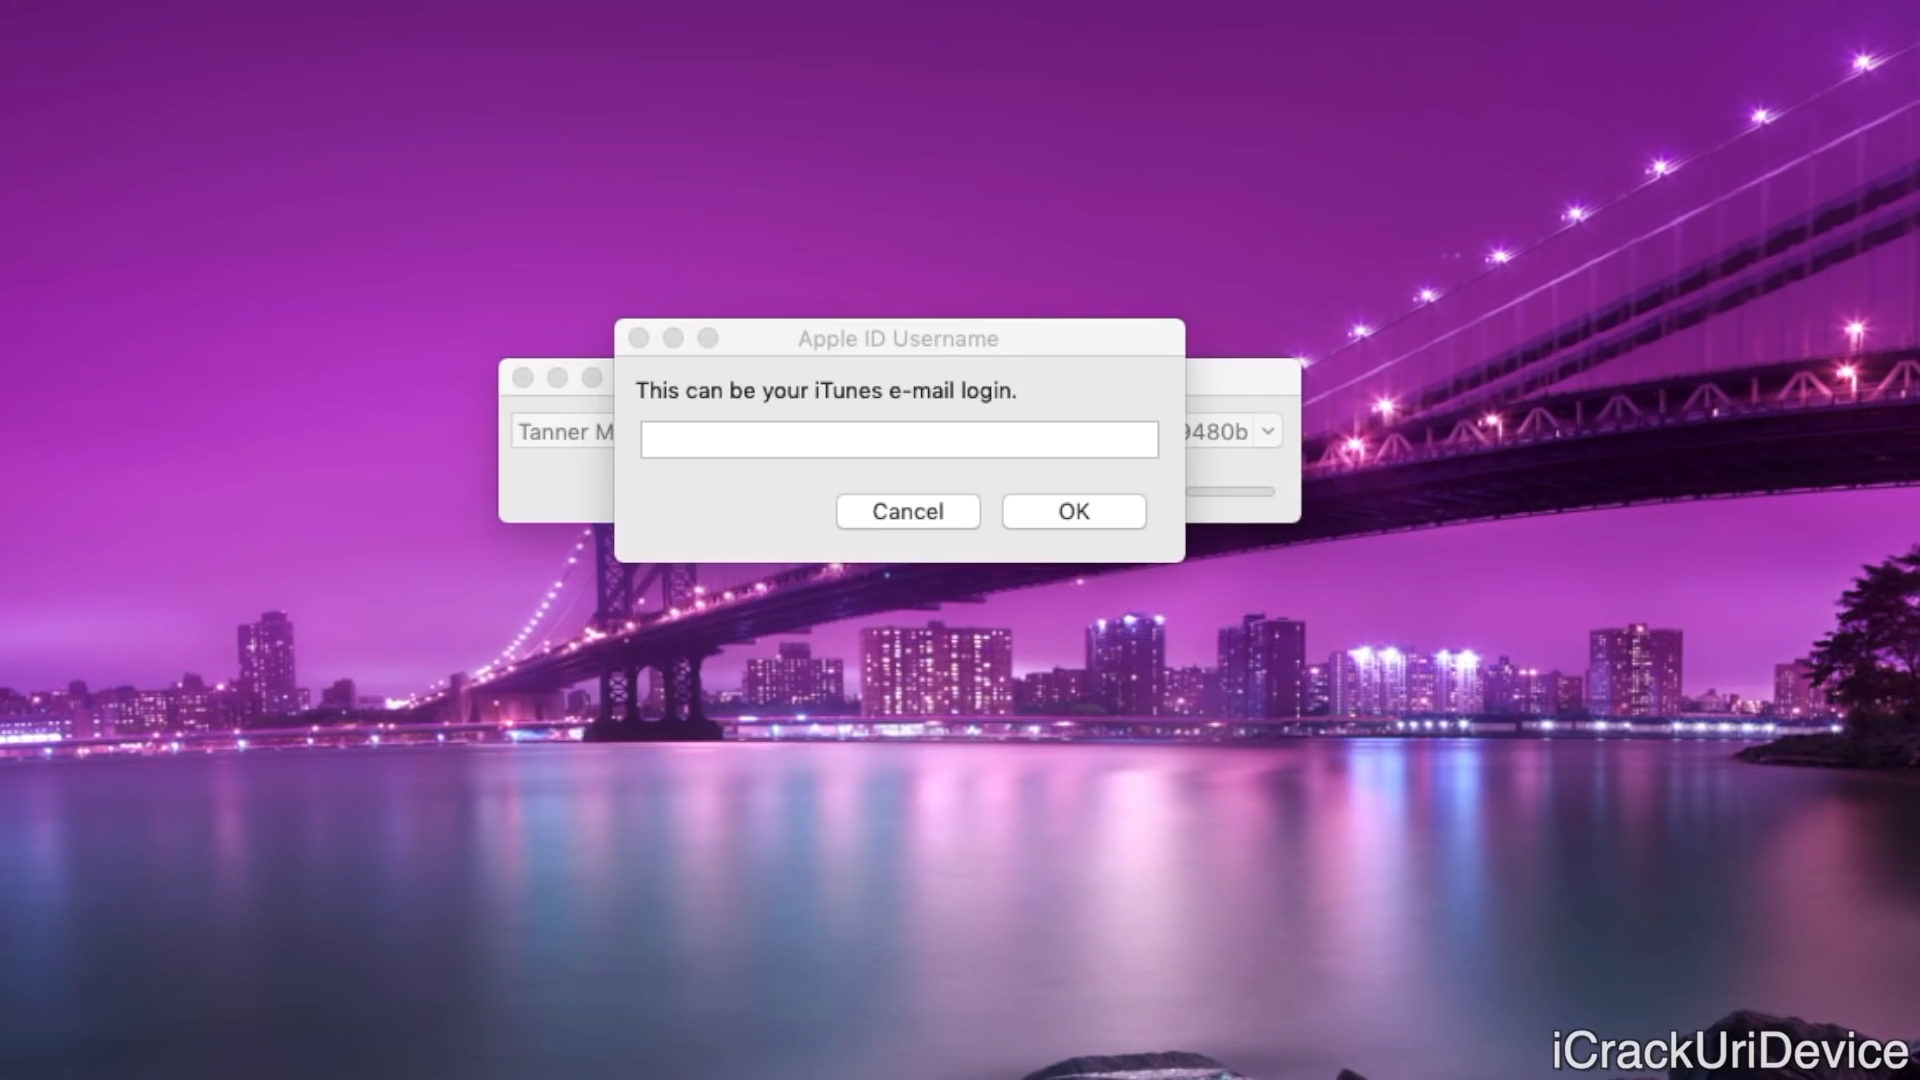 Apple ID Username
This can be your iTunes e-mail login.
Tanner M
9480b
Cancel
OK
iCrackUriDevice